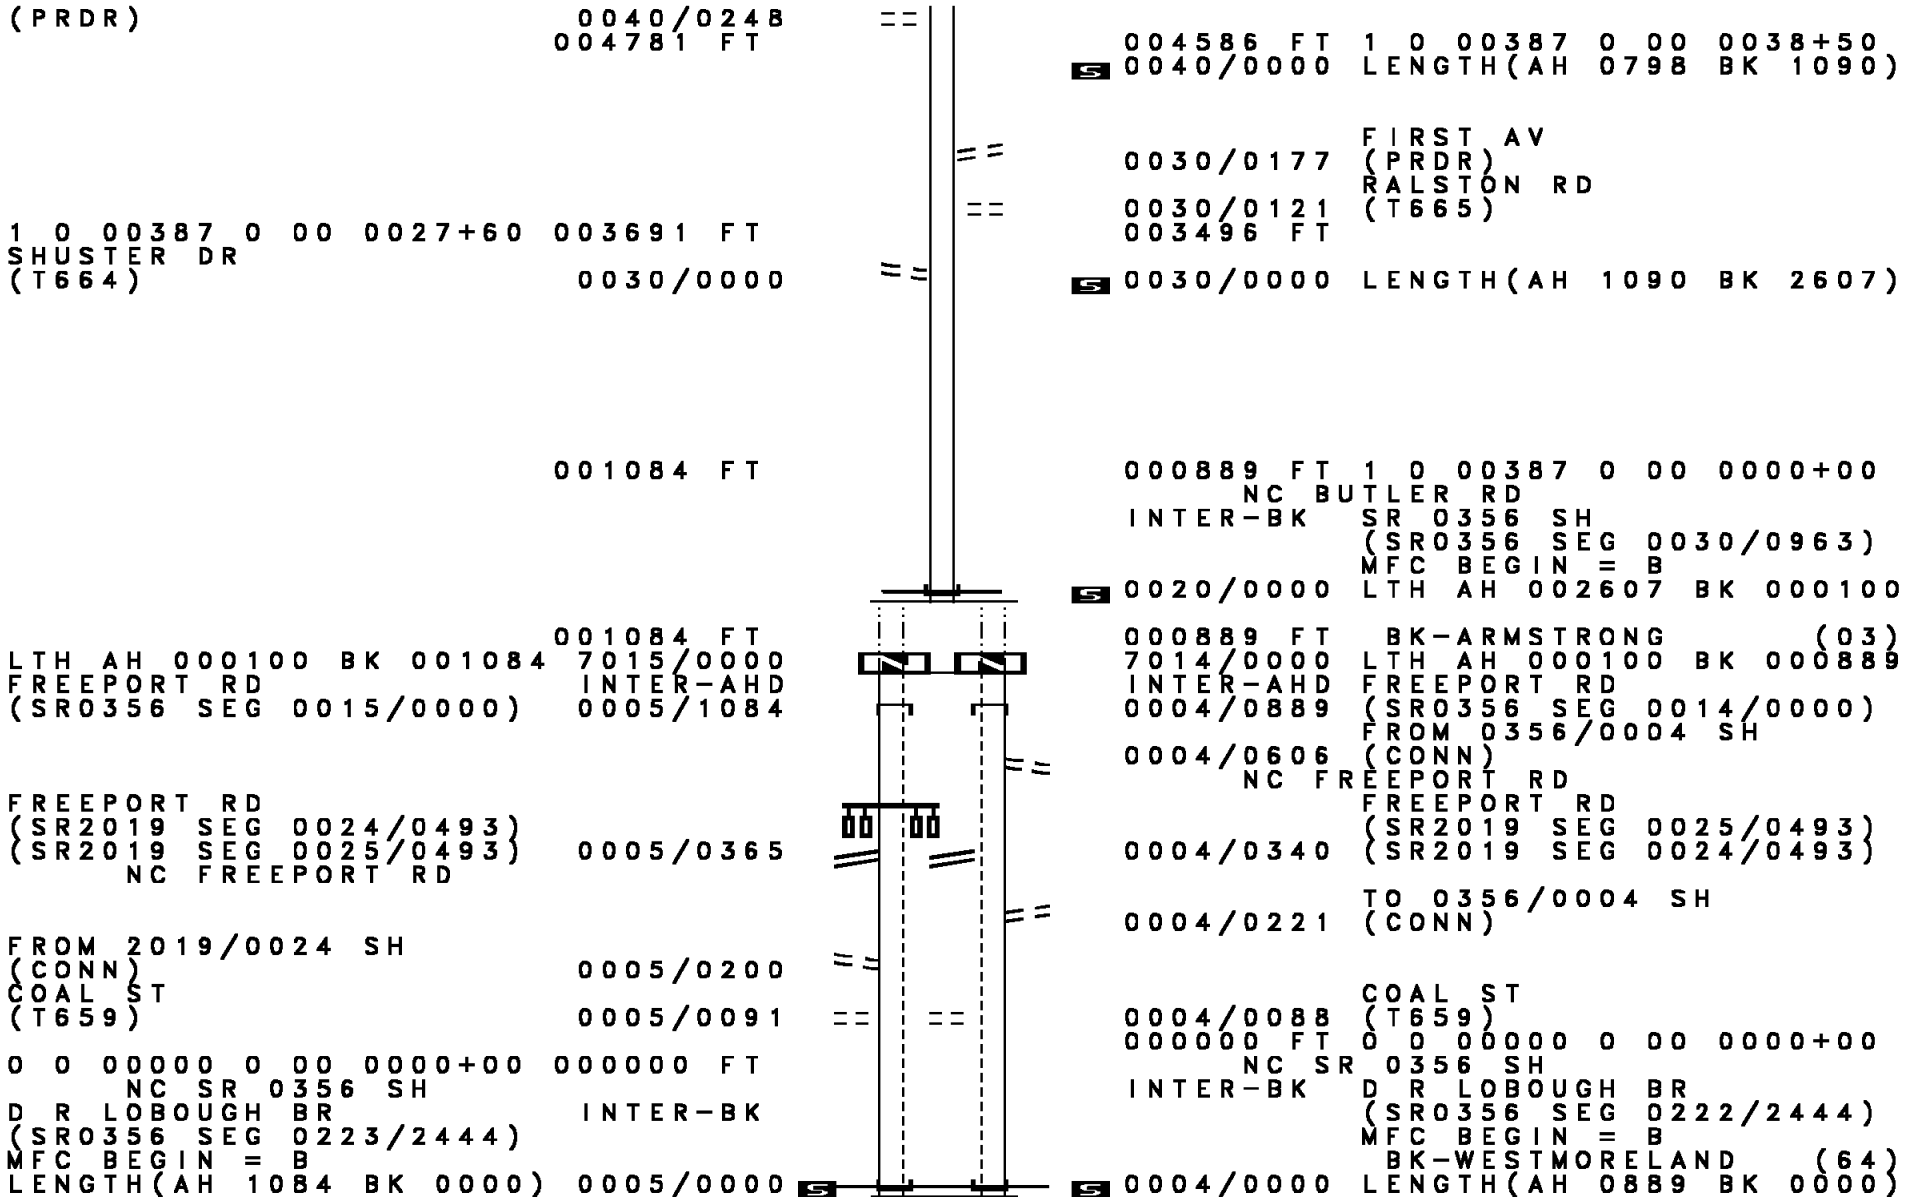 (PRDR) 0040/0248
004781 FT
004586 FT 1 0 00387 0 00 0038+50
S 0040/0000 LENGTH(AH 0798 BK 1090)
FIRST AV
0030/0177 (PRDR)
RALSTON RD
0030/0121 (T665)
1 0 00387 0 00 0027+60 003691 FT 003496 FT
SHUSTER DR
(T664) 0030/0000 S 0030/0000 LENGTH(AH 1090 BK 2607)
001084 FT 000889 FT 1 0 00387 0 00 0000+00
NC BUTLER RD
INTER-BK SR 0356 SH
(SR0356 SEG 0030/0963)
MFC BEGIN = B
S 0020/0000 LTH AH 002607 BK 000100
001084 FT 000889 FT BK-ARMSTRONG (03)
LTH AH 000100 BK 001084 7015/0000 7014/0000 LTH AH 000100 BK 000889
FREEPORT RD INTER-AHD INTER-AHD FREEPORT RD
(SR0356 SEG 0015/0000) 0005/1084 0004/0889 (SR0356 SEG 0014/0000)
FROM 0356/0004 SH
0004/0606 (CONN)
NC FREEPORT RD
FREEPORT RD FREEPORT RD
(SR2019 SEG 0024/0493) (SR2019 SEG 0025/0493)
(SR2019 SEG 0025/0493) 0005/0365 0004/0340 (SR2019 SEG 0024/0493)
NC FREEPORT RD
TO 0356/0004 SH
0004/0221 (CONN)
FROM 2019/0024 SH
(CONN) 0005/0200
COAL ST COAL ST
(T659) 0005/0091 0004/0088 (T659)
000000 FT 0 0 00000 0 00 0000+00
0 0 00000 0 00 0000+00 000000 FT NC SR 0356 SH
NC SR 0356 SH INTER-BK D R LOBOUGH BR
D R LOBOUGH BR INTER-BK (SR0356 SEG 0222/2444)
(SR0356 SEG 0223/2444) MFC BEGIN = B
MFC BEGIN = B BK-WESTMORELAND (64)
LENGTH(AH 1084 BK 0000) 0005/0000 S S 0004/0000 LENGTH(AH 0889 BK 0000)